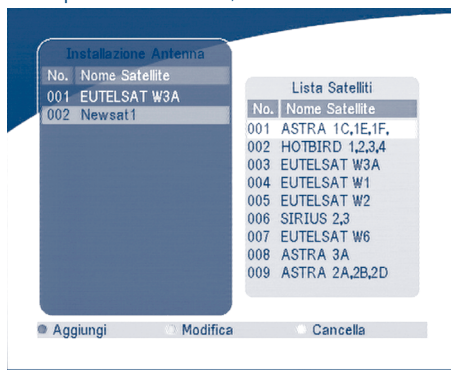 Installazione Antenna
No. Nome Satellite
001 EUTELSAT W3A
002 Newsat1
Lista Satelliti
No. Nome Satellite
001 ASTRA 1C,1E,1F,
002 HOTBIRD 1,2,3,4
003 EUTELSAT W3A
004 EUTELSAT W1
005 EUTELSAT W2
006 SIRIUS 2,3
007 EUTELSAT W6
008 ASTRA 3A
009 ASTRA 2A,2B,2D
Aggiungi Modifica Cancella